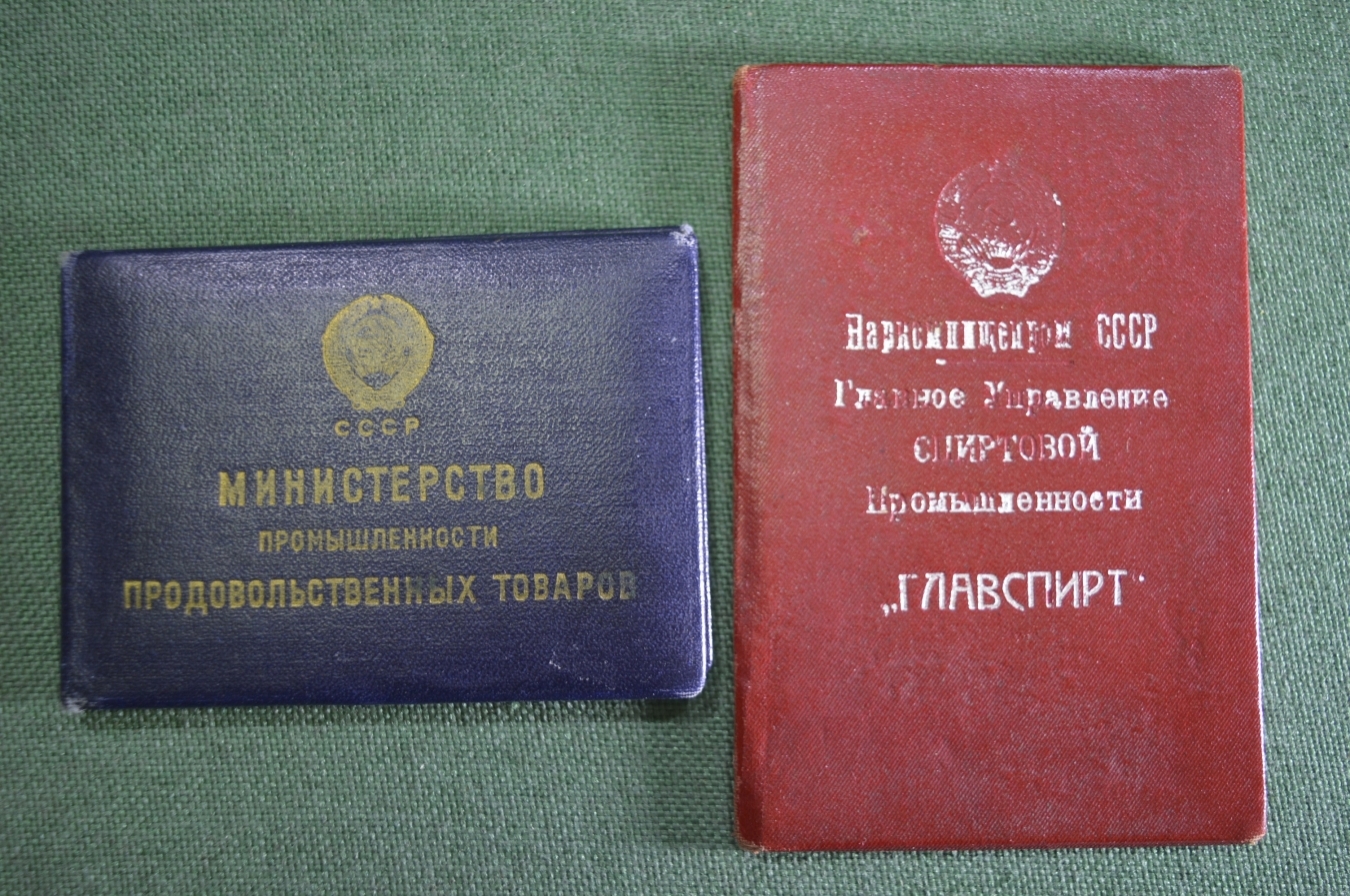 СССР
МИНИСТЕРСТВО
ПРОМЫШЛЕННОСТИ
ПРОДОВОЛЬСТВЕННЫХ ТОВАРОВ
Наркомпищепром СССР
Главное Управление
СПИРТОВОЙ
Промышленности
„ГЛАВСПИРТ"